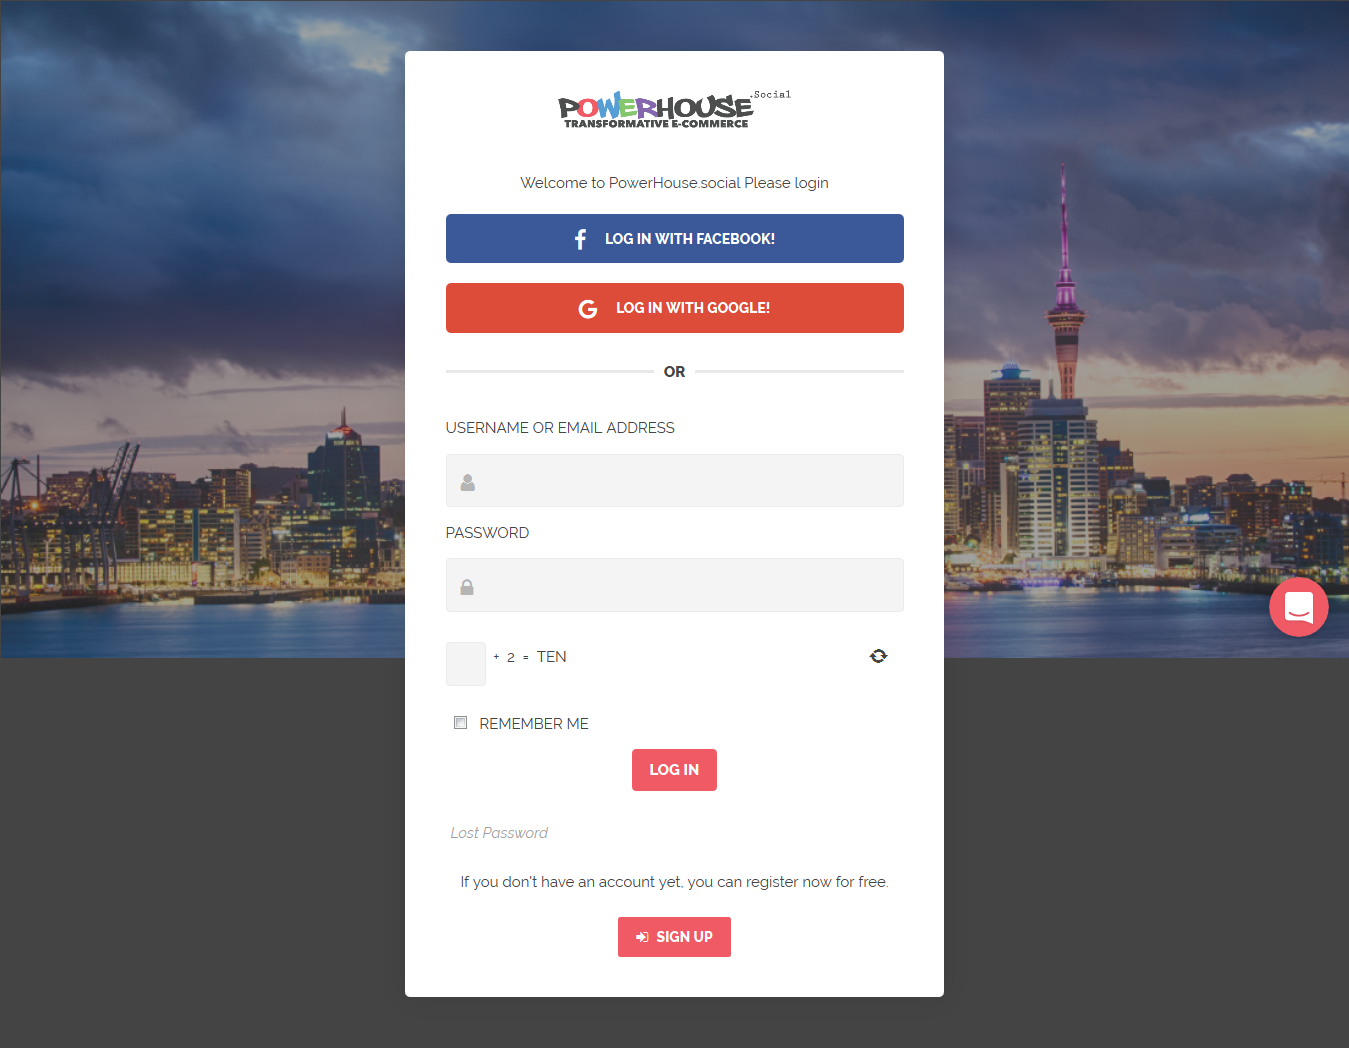 POWERHOUSE.Social
TRANSFORMATIVE E-COMMERCE
Welcome to PowerHouse.social Please login
LOG IN WITH FACEBOOK!
LOG IN WITH GOOGLE!
OR
USERNAME OR EMAIL ADDRESS
PASSWORD
+ 2 = TEN
REMEMBER ME
LOG IN
Lost Password
If you don't have an account yet, you can register now for free.
SIGN UP